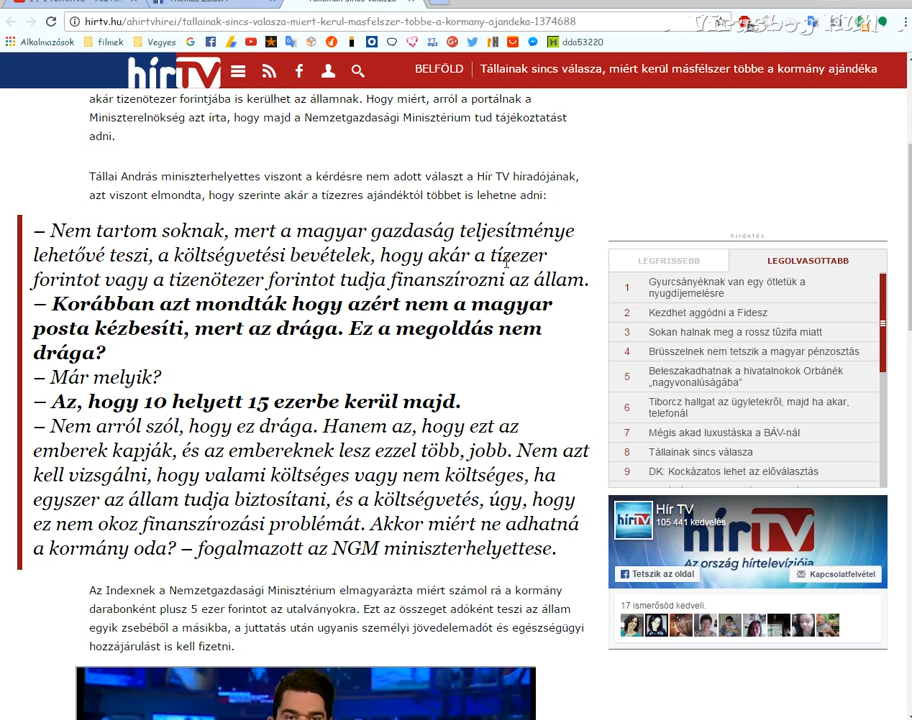 Virusboy Hun
hirtv.hu/ahirtvhirei/tallainak-sincs-valasza-miert-kerul-masfelszer-tobbe-a-kormany-ajandeka-1374688
Alkalmazások filmek Vegyes dda53220
hírTV BELFÖLD Tállainak sincs válasza, miért kerül másfélszer többe a kormány ajándéka
akár tizenötezer forintjába is kerülhet az államnak. Hogy miért, arról a portálnak a
Miniszterelnökség azt írta, hogy majd a Nemzetgazdasági Minisztérium tud tájékoztatást
adni.
Tállai András miniszterhelyettes viszont a kérdésre nem adott választ a Hír TV híradójának,
azt viszont elmondta, hogy szerinte akár a tízezres ajándéktól többet is lehetne adni:
– Nem tartom soknak, mert a magyar gazdaság teljesítménye
lehetővé teszi, a költségvetési bevételek, hogy akár a tízezer
forintot vagy a tizenötezer forintot tudja finanszírozni az állam.
– Korábban azt mondták hogy azért nem a magyar
posta kézbesíti, mert az drága. Ez a megoldás nem
drága?
– Már melyik?
– Az, hogy 10 helyett 15 ezerbe kerül majd.
– Nem arról szól, hogy ez drága. Hanem az, hogy ezt az
emberek kapják, és az embereknek lesz ezzel több, jobb. Nem azt
kell vizsgálni, hogy valami költséges vagy nem költséges, ha
egyszer az állam tudja biztosítani, és a költségvetés, úgy, hogy
ez nem okoz finanszírozási problémát. Akkor miért ne adhatná
a kormány oda? – fogalmazott az NGM miniszterhelyettese.
Az Indexnek a Nemzetgazdasági Minisztérium elmagyarázta miért számol rá a kormány
darabonként plusz 5 ezer forintot az utalványokra. Ezt az összeget adóként teszi az állam
egyik zsebéből a másikba, a juttatás után ugyanis személyi jövedelemadót és egészségügyi
hozzájárulást is kell fizetni.
hirdetés
LEGFRISSEBB LEGOLVASOTTABB
1 Gyurcsányéknak van egy ötletük a
nyugdíjemelésre
2 Kezdhet aggódni a Fidesz
3 Sokan halnak meg a rossz tűzifa miatt
4 Brüsszelnek nem tetszik a magyar pénzosztás
5 Beleszakadhatnak a hivatalnokok Orbánék
„nagyvonalúságába”
6 Tiborcz hallgat az ügyletekről, majd ha akar,
telefonál
7 Mégis akad luxustáska a BÁV-nál
8 Tállainak sincs válasza
9 DK: Kockázatos lehet az előválasztás
hírTV Hír TV
105 441 kedvelés
hírTV
Az ország hírtelevíziója
Tetszik az oldal Kapcsolatfelvétel
17 ismerősöd kedveli.